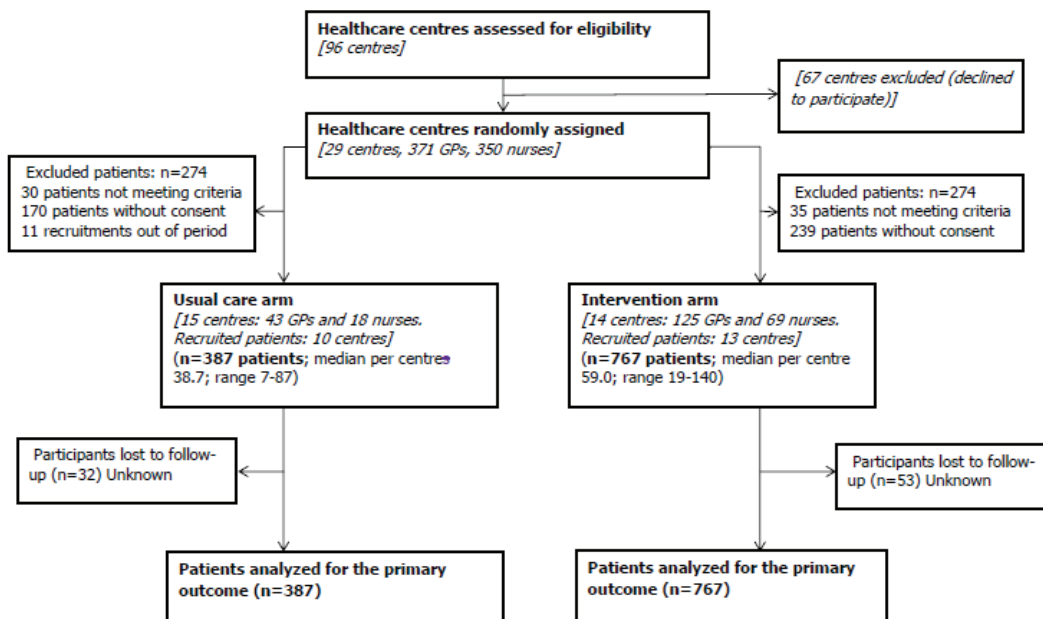 Healthcare centres assessed for eligibility
[96 centres]
[67 centres excluded (declined
to participate)]
Healthcare centres randomly assigned
[29 centres, 371 GPs, 350 nurses]
Excluded patients: n=274
30 patients not meeting criteria
170 patients without consent
11 recruitments out of period
Excluded patients: n=274
35 patients not meeting criteria
239 patients without consent
Usual care arm
[15 centres: 43 GPs and 18 nurses.
Recruited patients: 10 centres]
(n=387 patients; median per centres
38.7; range 7-87)
Intervention arm
[14 centres: 125 GPs and 69 nurses.
Recruited patients: 13 centres]
(n=767 patients; median per centre
59.0; range 19-140)
Participants lost to follow-
up (n=32) Unknown
Participants lost to follow-
up (n=53) Unknown
Patients analyzed for the primary
outcome (n=387)
Patients analyzed for the primary
outcome (n=767)